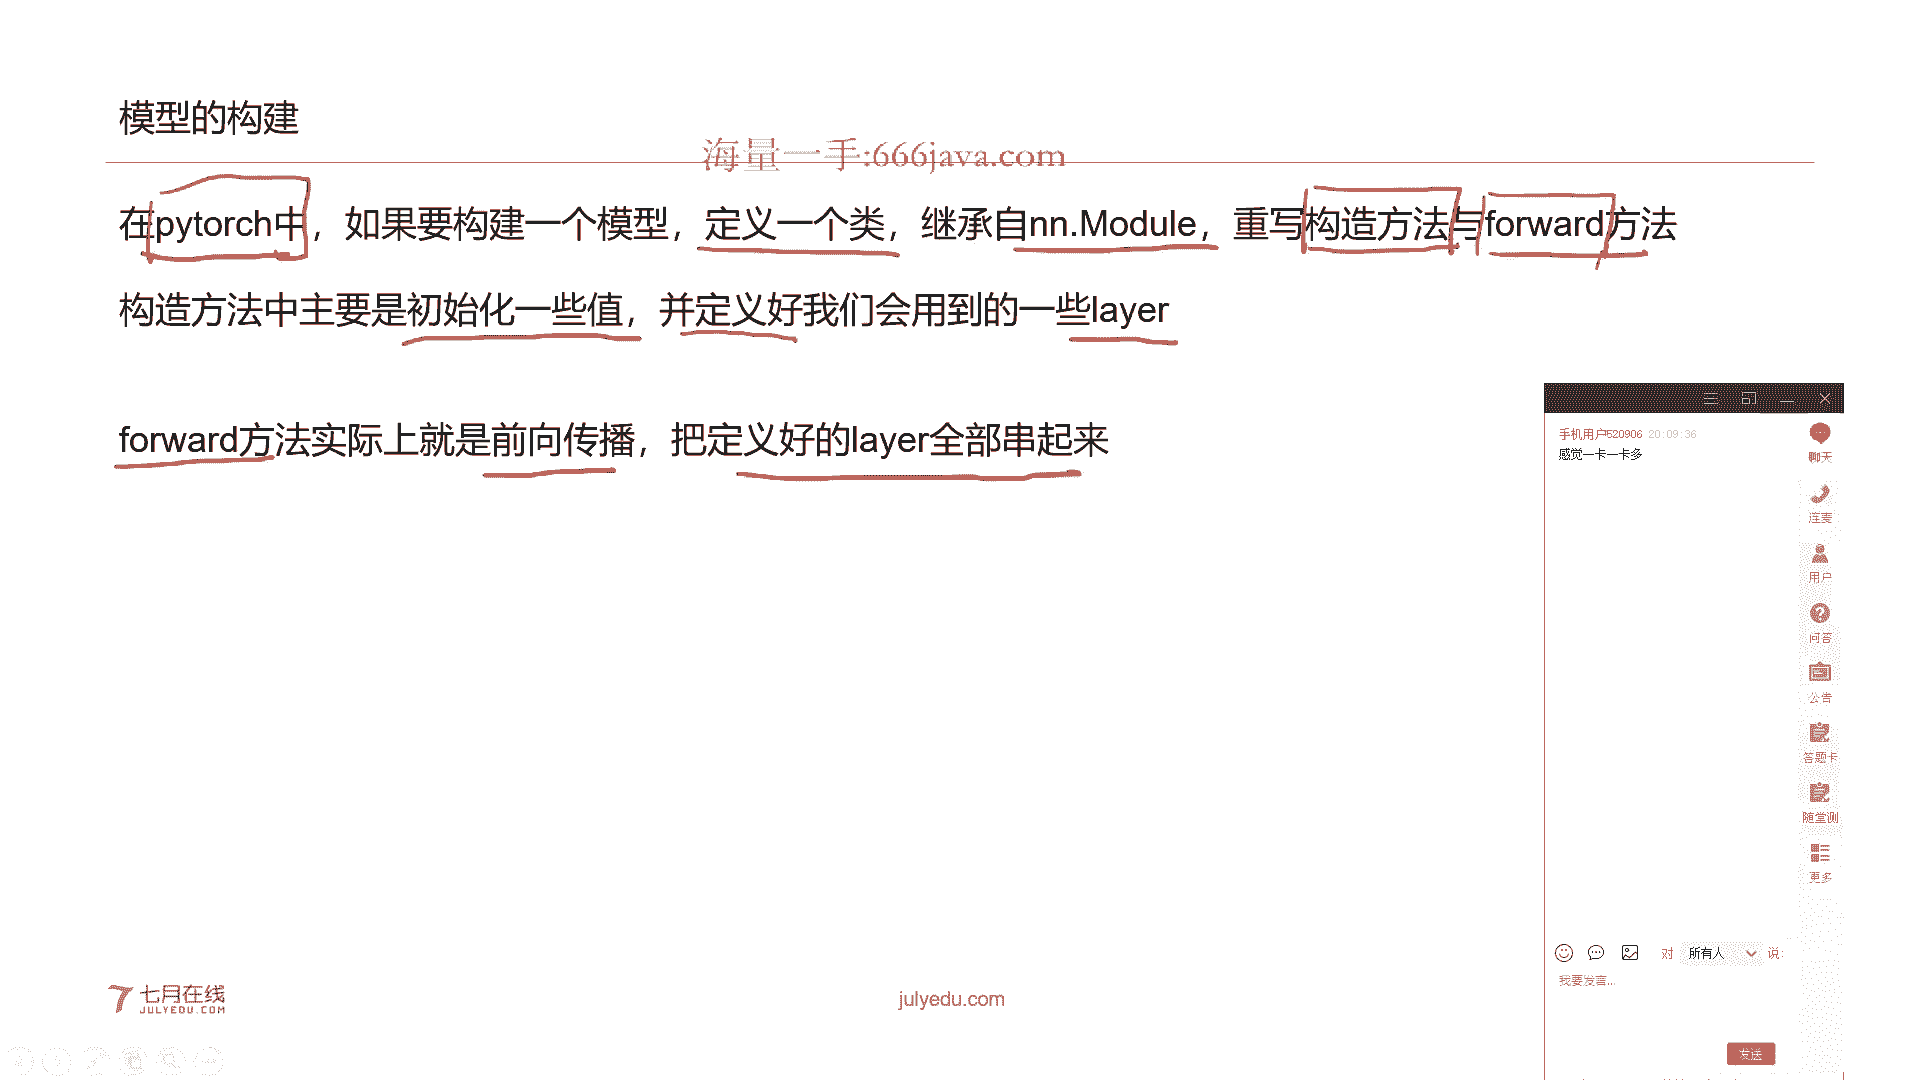 模型的构建
海量一手:666java.com
在pytorch中，如果要构建一个模型，定义一个类，继承自nn.Module，重写构造方法与forward方法
构造方法中主要是初始化一些值，并定义好我们会用到的一些layer
forward方法实际上就是前向传播，把定义好的layer全部串起来
手机用户520906 20:09:36
感觉一卡一卡多
聊天
连麦
用户
问答
公告
答题卡
随堂测
更多
对 所有人 说:
我要发言...
发送
七月在线
JULYEDU.COM
julyedu.com